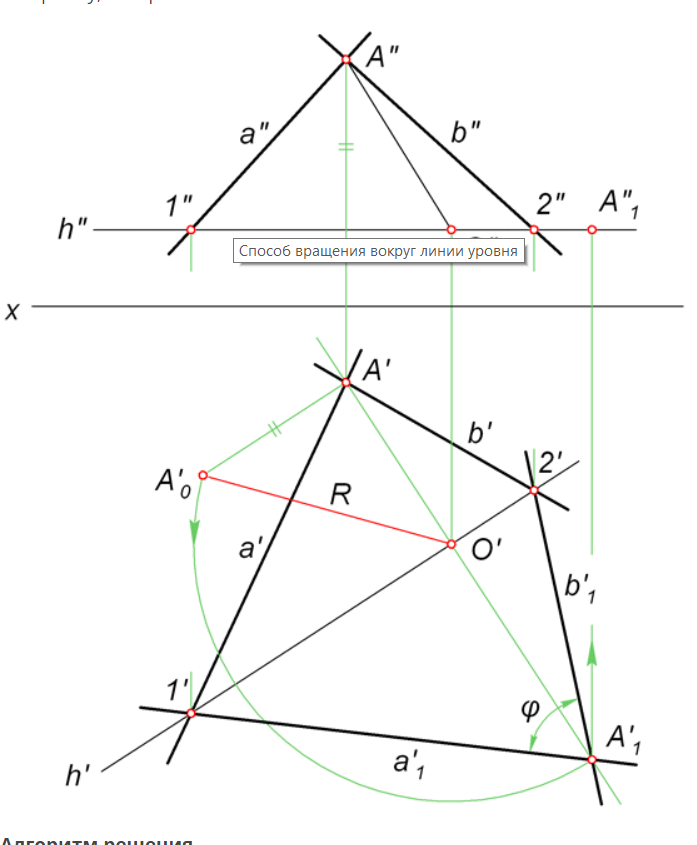 A"
a"
b"
1"
2"
A"1
h"
Способ вращения вокруг линии уровня
x
A'
b'
2'
A'0
R
a'
O'
b'1
1'
φ
A'1
a'1
h'
Алгоритм решения